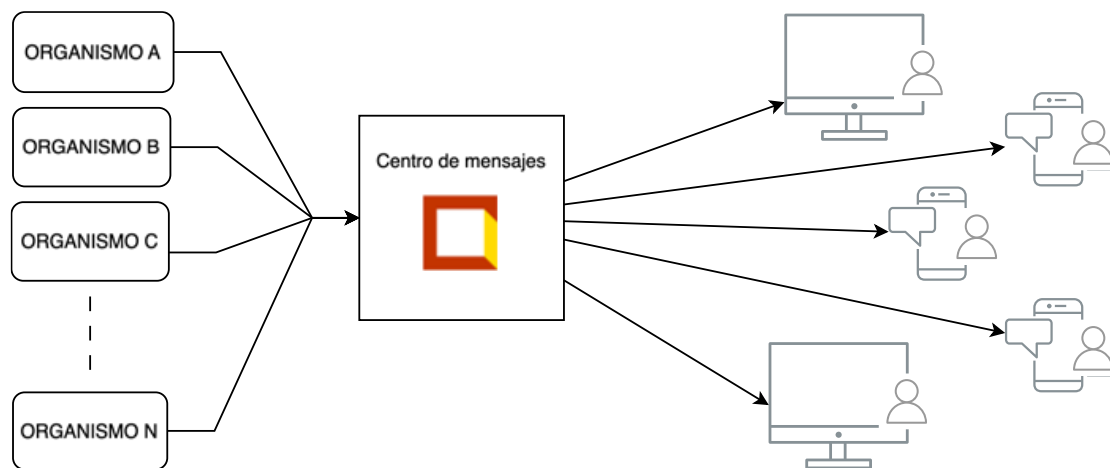 ORGANISMO A
ORGANISMO B
ORGANISMO C
ORGANISMO N
Centro de mensajes